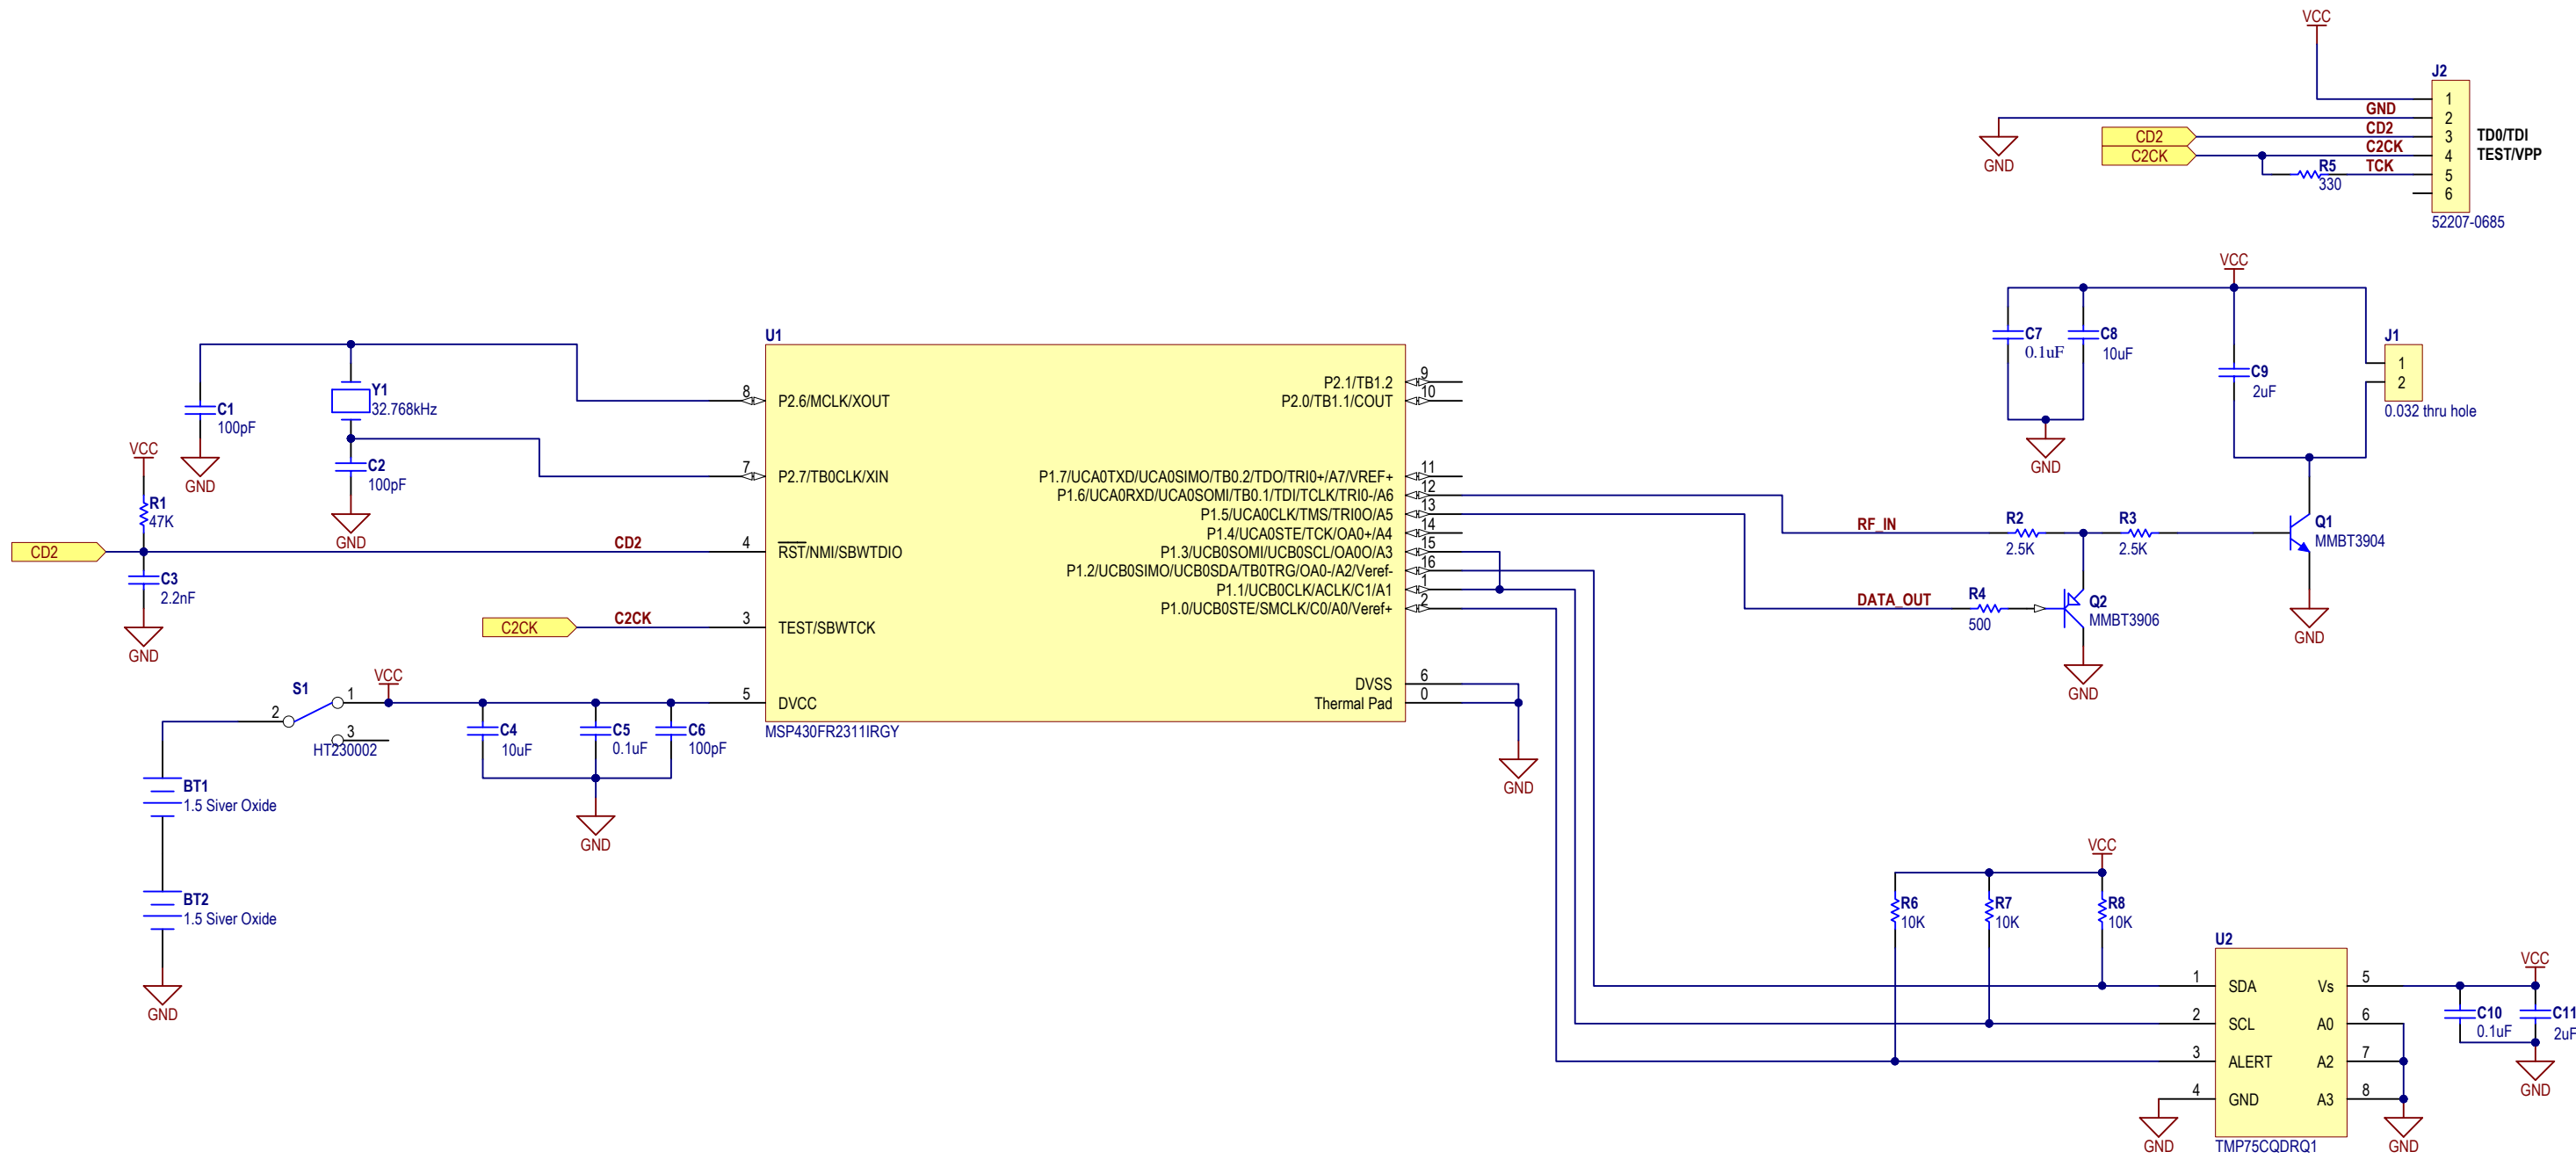 VCC
J2
1
GND
2
CD2
CD2
3
TD0/TDI
C2CK
C2CK
4
TEST/VPP
R5
TCK
5
330
6
GND
52207-0685
VCC
C7
0.1uF
C8
10uF
C9
2uF
J1
1
2
0.032 thru hole
GND
U1
Y1
32.768kHz
C1
100pF
GND
C2
100pF
GND
VCC
R1
47K
CD2
CD2
C3
2.2nF
GND
C2CK
C2CK
8
P2.6/MCLK/XOUT
7
P2.7/TB0CLK/XIN
4
RST/NMI/SBWTDIO
3
TEST/SBWTCK
5
DVCC
P2.1/TB1.2
9
P2.0/TB1.1/COUT
10
P1.7/UCA0TXD/UCA0SIMO/TB0.2/TDO/TRI0+/A7/VREF+
11
P1.6/UCA0RXD/UCA0SOMI/TB0.1/TDI/TCLK/TRI0-/A6
12
P1.5/UCA0CLK/TMS/TRI0O/A5
13
P1.4/UCA0STE/TCK/OA0+/A4
14
P1.3/UCB0SOMI/UCB0SCL/OA0O/A3
15
P1.2/UCB0SIMO/UCB0SDA/TB0TRG/OA0-/A2/Veref-
16
P1.1/UCB0CLK/ACLK/C1/A1
1
P1.0/UCB0STE/SMCLK/C0/A0/Veref+
2
DVSS
6
Thermal Pad
0
MSP430FR2311IRGY
GND
RF_IN
R2
2.5K
R3
2.5K
Q1
MMBT3904
GND
DATA_OUT
R4
500
Q2
MMBT3906
GND
S1
1
2
3
HT230002
VCC
C4
10uF
C5
0.1uF
C6
100pF
GND
BT1
1.5 Siver Oxide
BT2
1.5 Siver Oxide
GND
VCC
R6
10K
R7
10K
R8
10K
U2
1
SDA
Vs
5
2
SCL
A0
6
3
ALERT
A2
7
4
GND
A3
8
TMP75CQDRQ1
GND
GND
VCC
C10
0.1uF
C11
2uF
GND